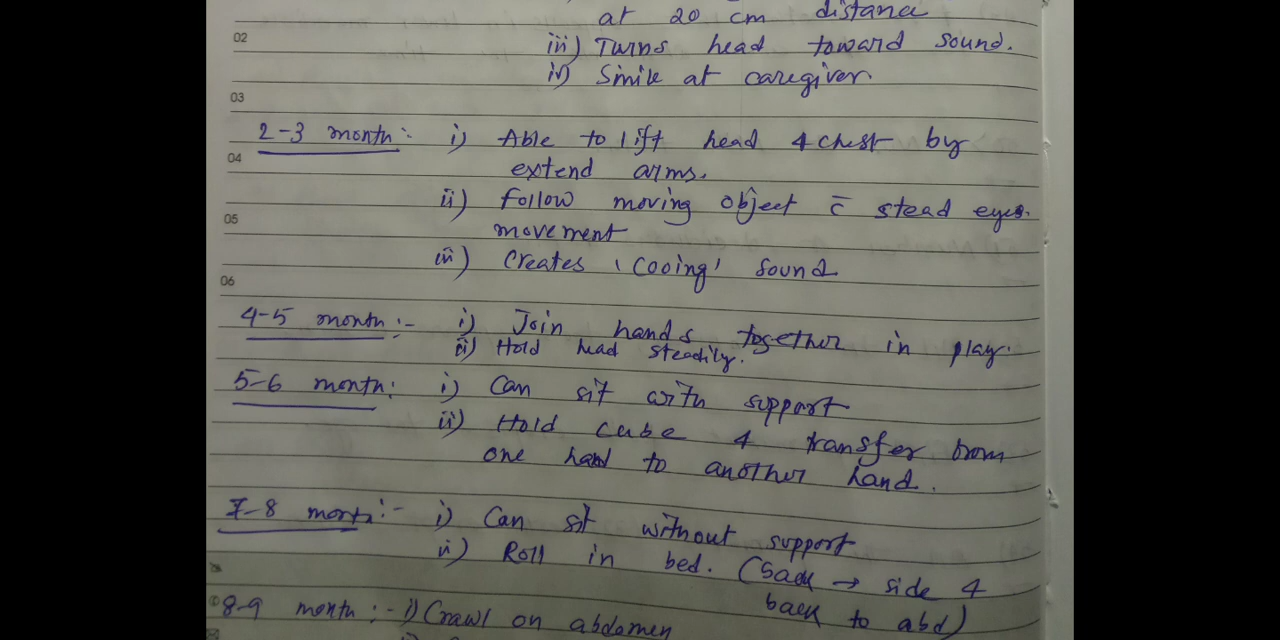 at 20 cm distance
02
iii) Turns head toward sound.
iv) Smile at caregiver.
03
2-3 month:- i) Able to lift head & chest by
04
extend arms.
ii) Follow moving object c̄ stead eyes.
05
movement
iii) Creates 'cooing' sound
06
4-5 month:- i) Join hands together in play.
ii) Hold head steadily.
5-6 month: i) Can sit with support
ii) Hold cube & transfer from
one hand to another hand.
7-8 month:- i) Can sit without support
ii) Roll in bed. (back → side &
back to abd)
8-9 month:- i) Crawl on abdomen